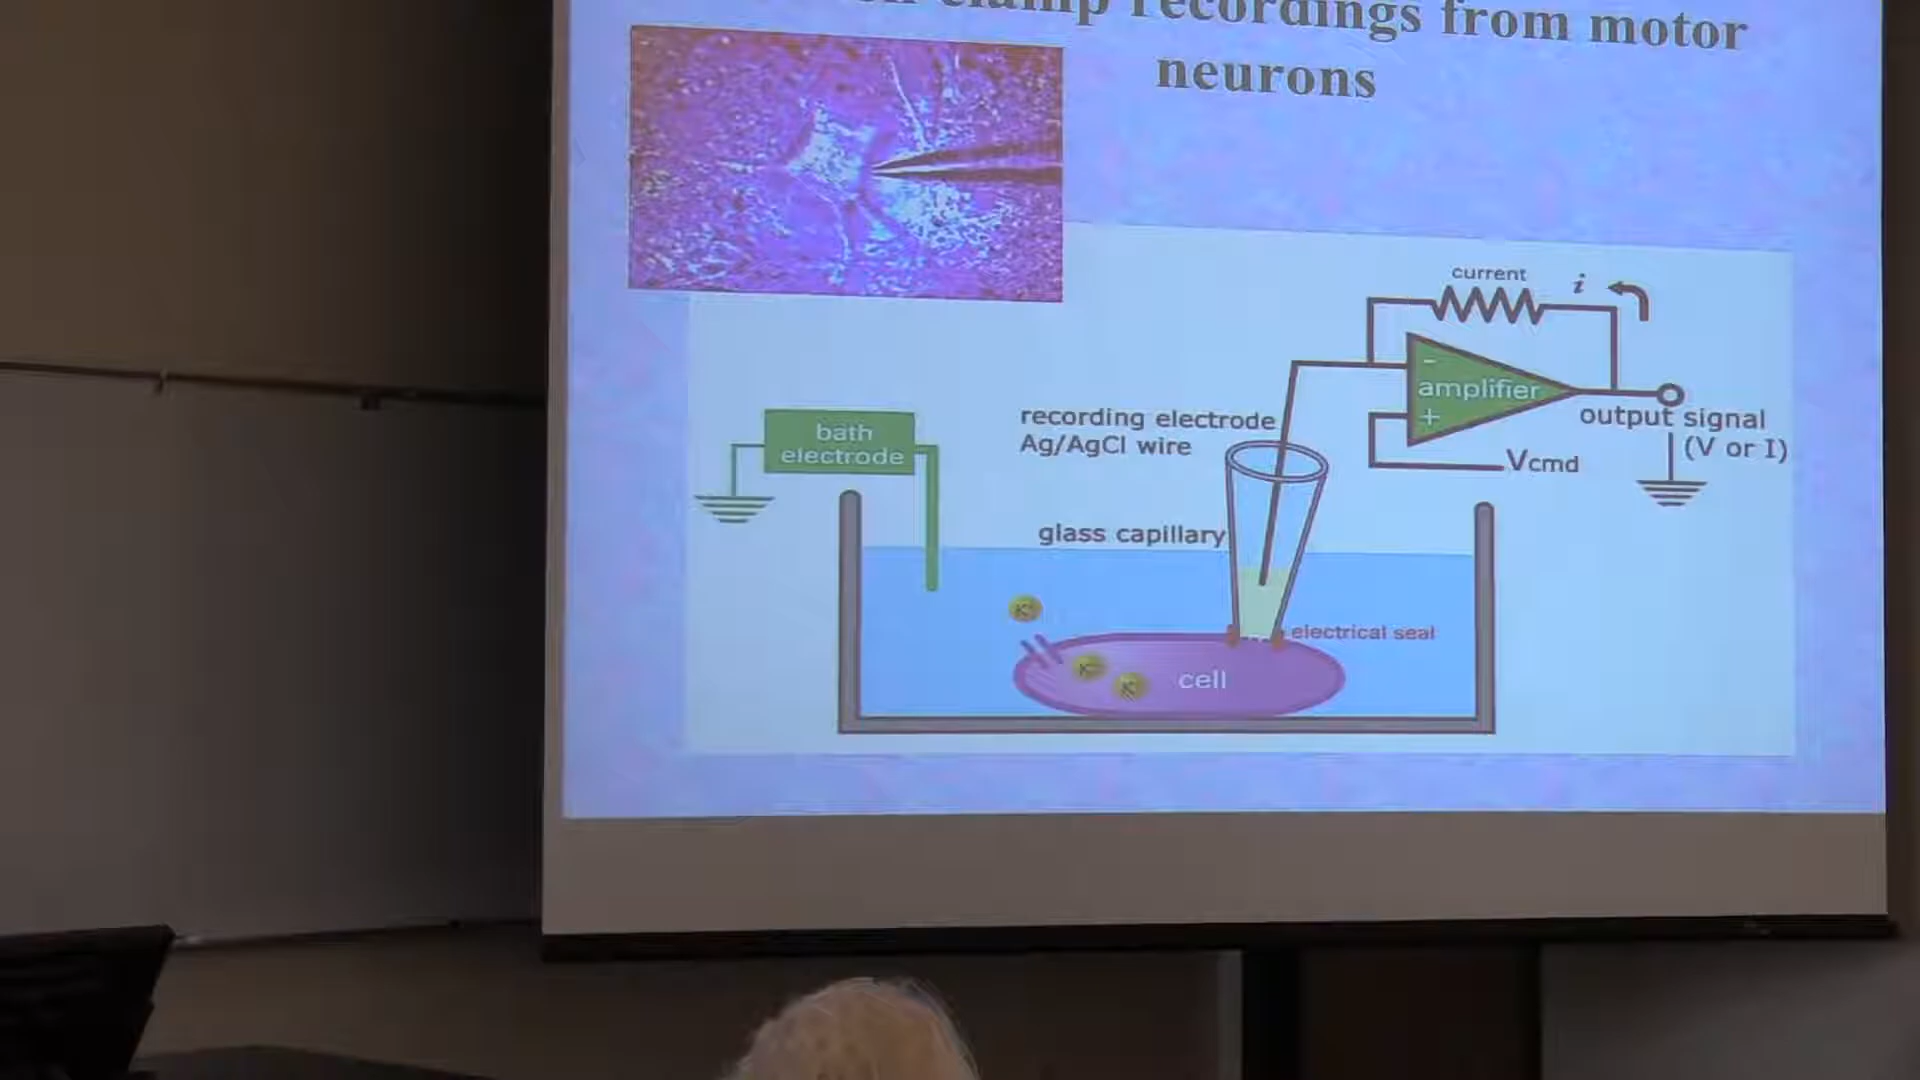 clamp recordings from motor
neurons
current i
-
amplifier
+
output signal
(V or I)
Vcmd
bath
electrode
recording electrode
Ag/AgCl wire
glass capillary
K⁺
electrical seal
K⁺
K⁺
cell